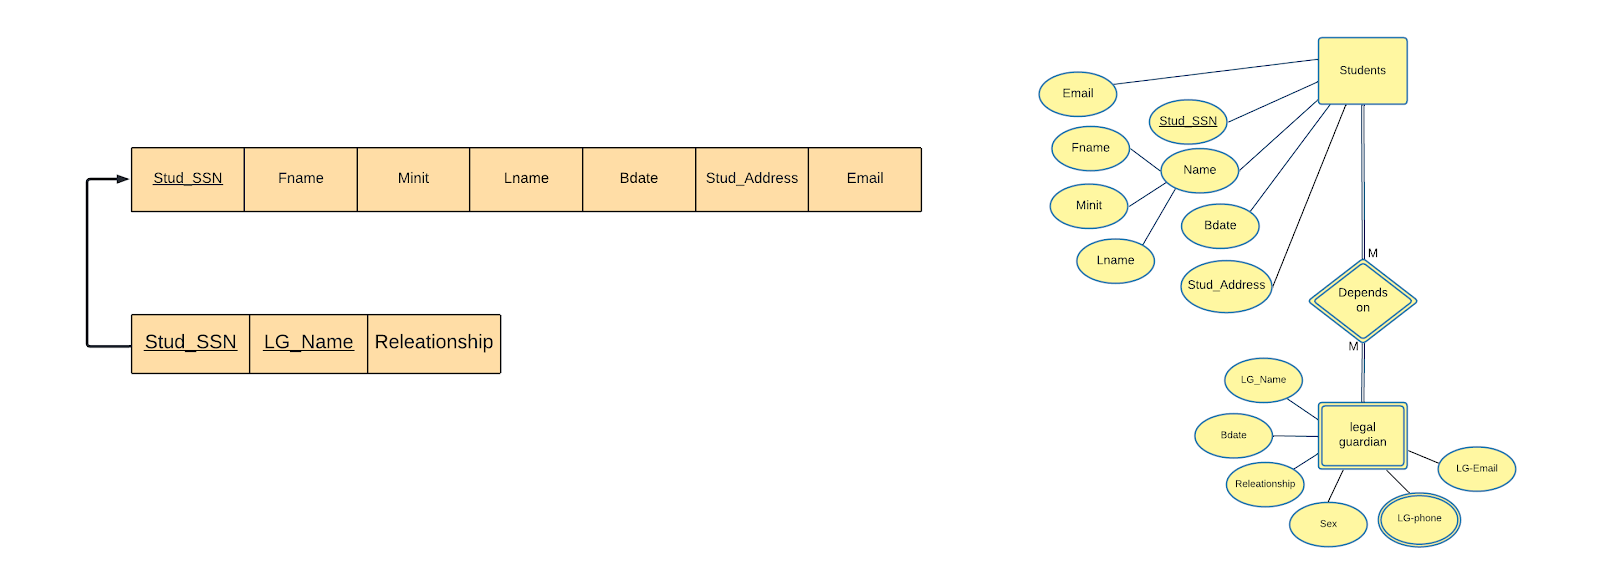 Stud_SSN
Fname
Minit
Lname
Bdate
Stud_Address
Email
Stud_SSN
LG_Name
Releationship
Students
Email
Stud_SSN
Fname
Name
Minit
Bdate
Lname
Stud_Address
M
Depends
on
M
LG_Name
Bdate
legal
guardian
Releationship
LG-Email
Sex
LG-phone